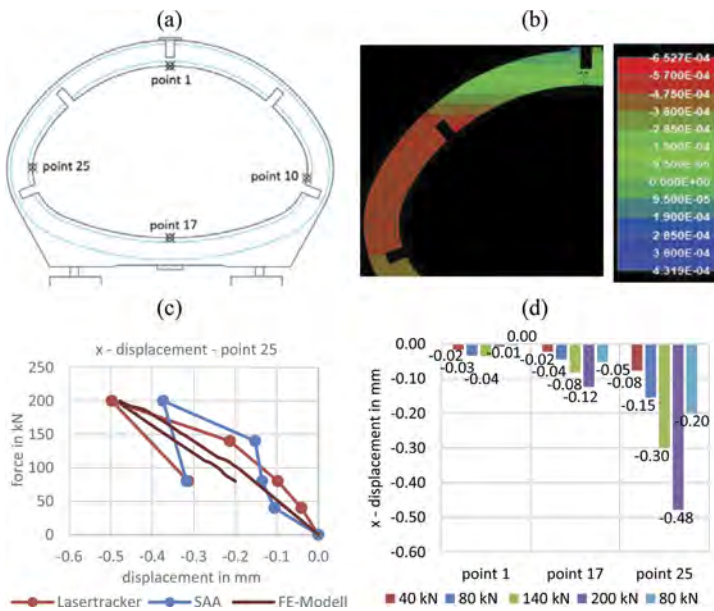 (a)
point 1
point 25
point 10
point 17
(b)
-6.527E-04
-5.700E-04
-4.750E-04
-3.800E-04
-2.850E-04
0.000E+00
9.500E-05
1.900E-04
2.850E-04
3.800E-04
4.319E-04
(c)
x - displacement - point 25
force in kN
250
200
150
100
50
0
-0.6 -0.5 -0.4 -0.3 -0.2 -0.1 0.0
displacement in mm
Lasertracker SAA FE-Modell
(d)
x - displacement in mm
0.00
-0.10
-0.20
-0.30
-0.40
-0.50
-0.60
-0.02
-0.03
-0.04
-0.01
0.00
-0.02
-0.04
-0.08
-0.12
-0.05
-0.08
-0.15
-0.30
-0.48
-0.20
point 1 point 17 point 25
40 kN 80 kN 140 kN 200 kN 80 kN